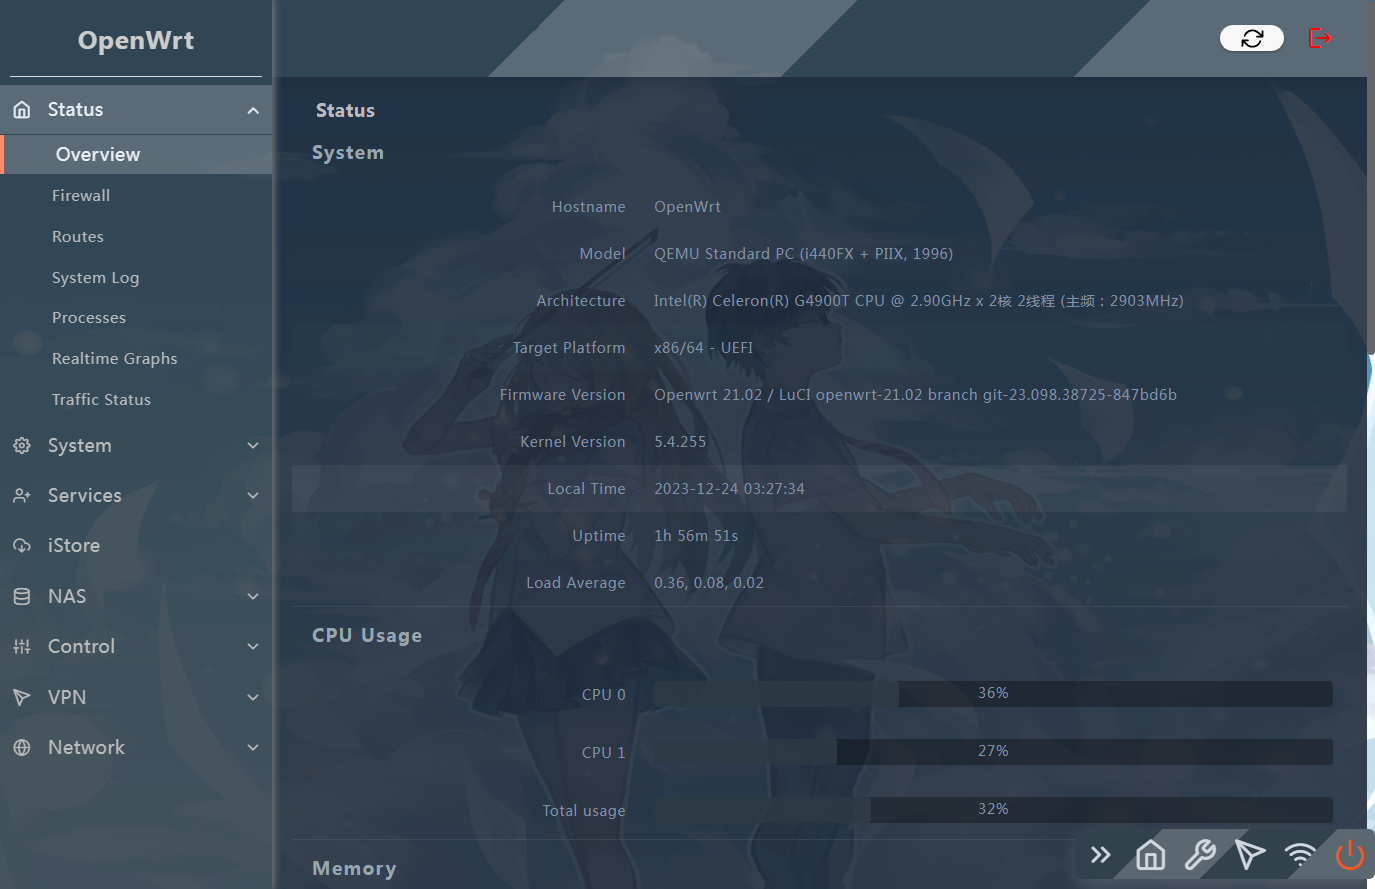 OpenWrt
Status
Overview
Firewall
Routes
System Log
Processes
Realtime Graphs
Traffic Status
System
Services
iStore
NAS
Control
VPN
Network
Status
System
Hostname OpenWrt
Model QEMU Standard PC (i440FX + PIIX, 1996)
Architecture Intel(R) Celeron(R) G4900T CPU @ 2.90GHz x 2核 2线程 (主频 : 2903MHz)
Target Platform x86/64 - UEFI
Firmware Version Openwrt 21.02 / LuCI openwrt-21.02 branch git-23.098.38725-847bd6b
Kernel Version 5.4.255
Local Time 2023-12-24 03:27:34
Uptime 1h 56m 51s
Load Average 0.36, 0.08, 0.02
CPU Usage
CPU 0 36%
CPU 1 27%
Total usage 32%
Memory